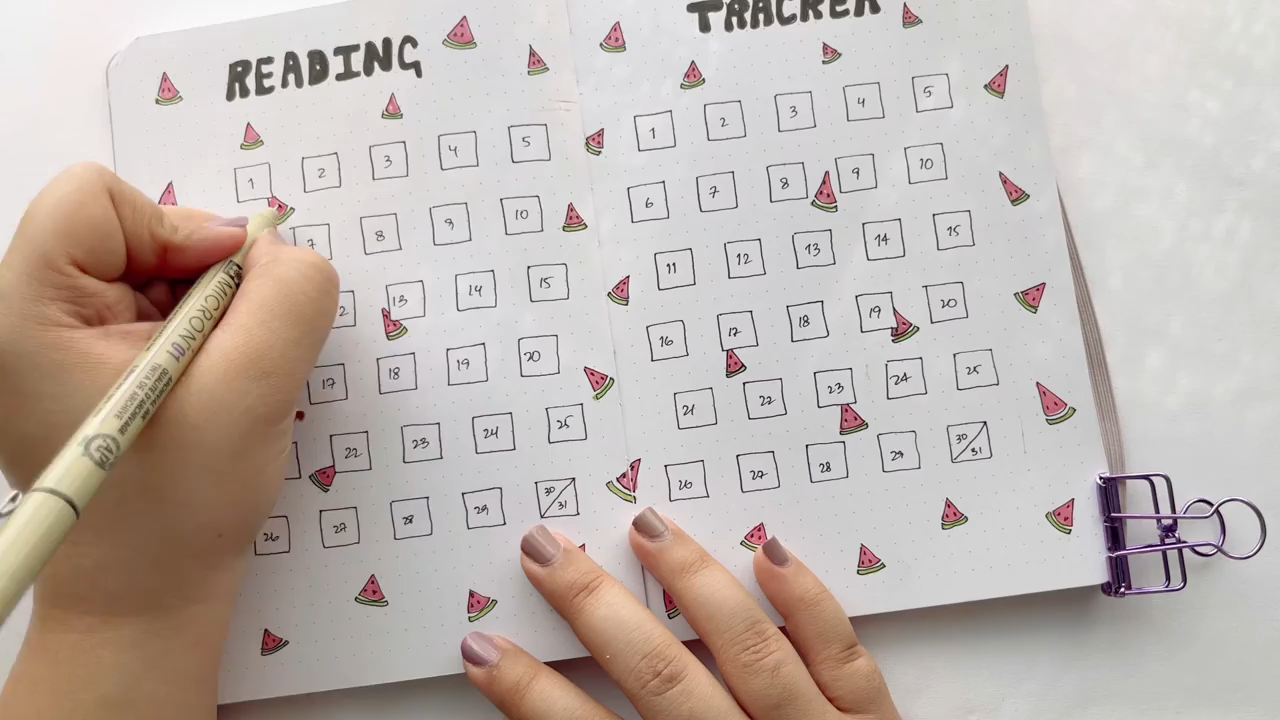 READING
1 2 3 4 5
7 8 9 10
2 13 14 15
17 18 19 20
22 23 24 25
26 27 28 29 30/31
TRACKER
1 2 3 4 5
6 7 8 9 10
11 12 13 14 15
16 17 18 19 20
21 22 23 24 25
26 27 28 29 30/31
MICRON 01